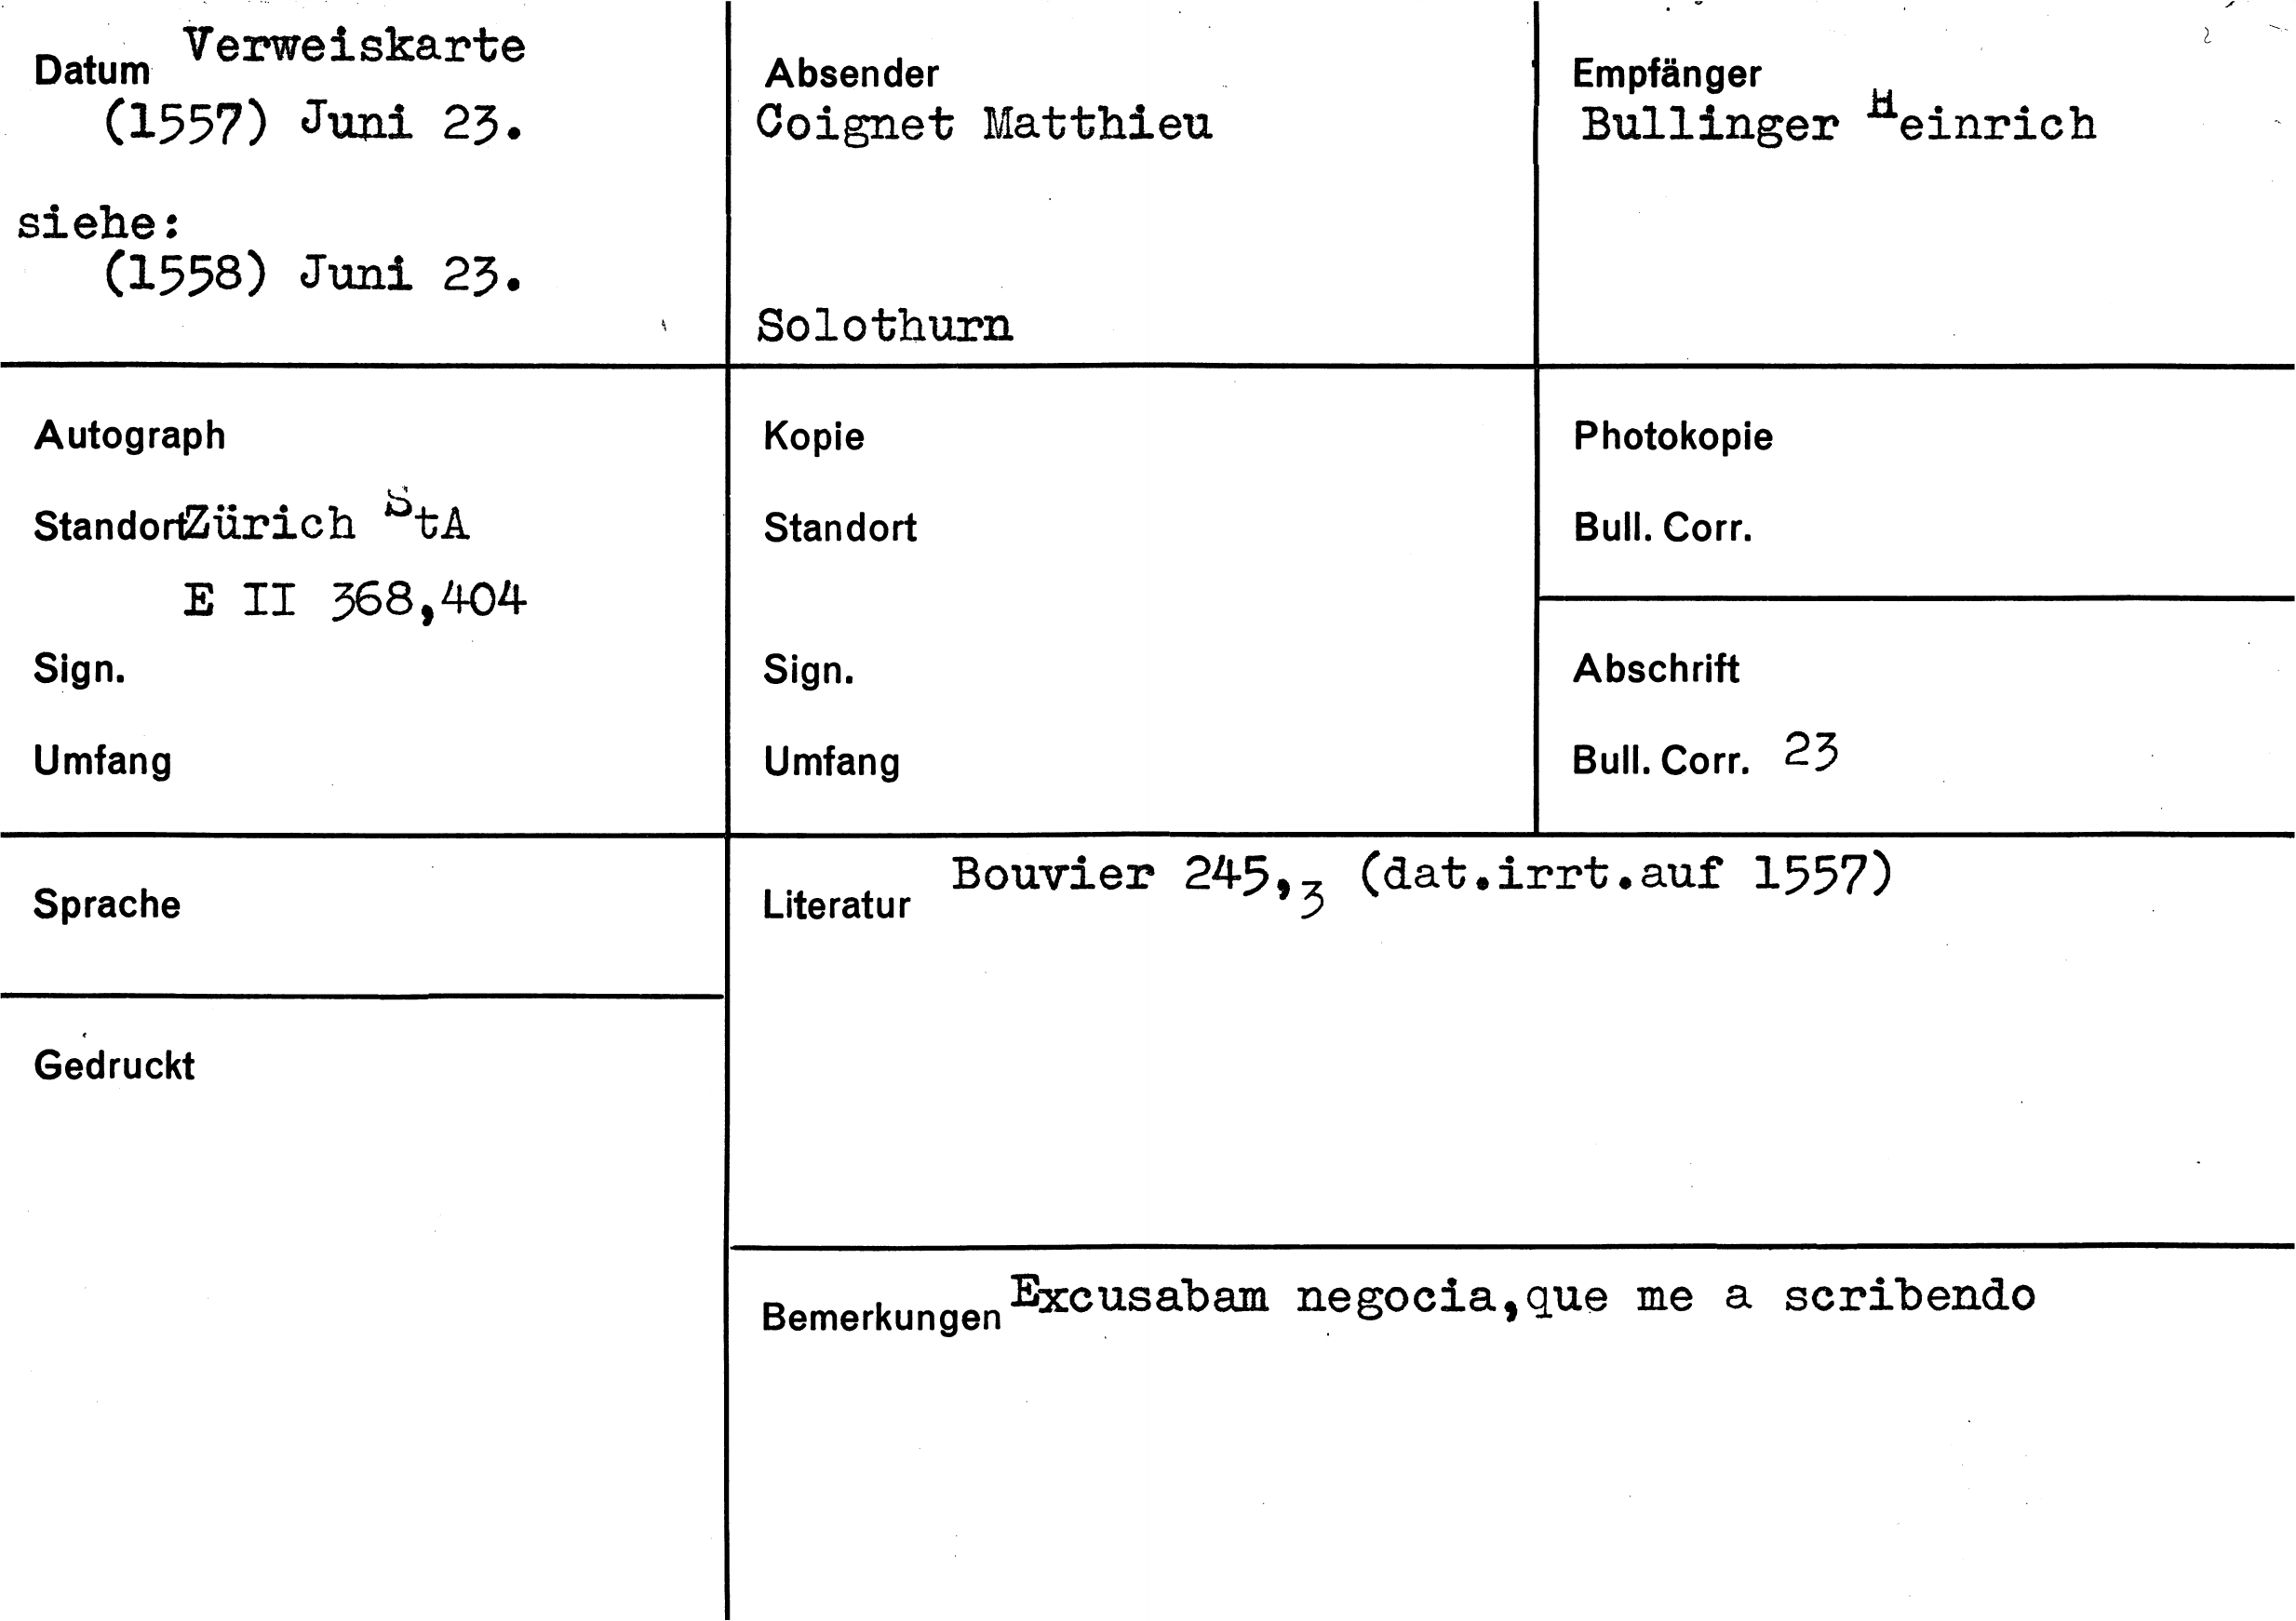 Datum Verweiskarte
(1557) Juni 23.
siehe:
(1558) Juni 23.
Absender
Coignet Matthieu
Solothurn
Empfänger
Bullinger Heinrich
Autograph
Standort Zürich StA
E II 368,404
Sign.
Umfang
Kopie
Standort
Sign.
Umfang
Photokopie
Bull. Corr.
Abschrift
Bull. Corr. 23
Sprache
Gedruckt
Literatur Bouvier 245,3 (dat.irrt.auf 1557)
Bemerkungen Excusabam negocia,que me a scribendo